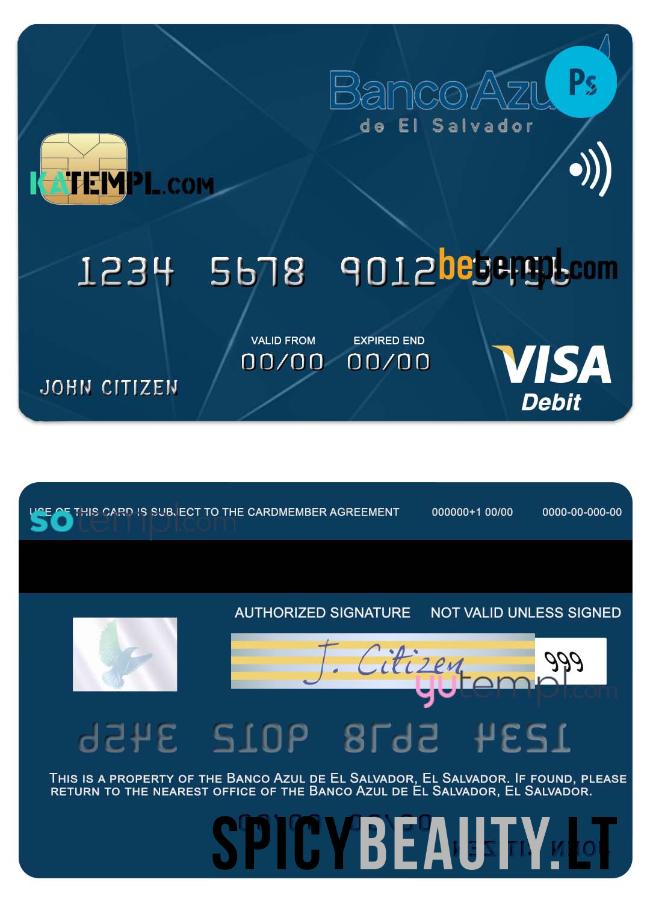 Banco Azu
Ps
de El Salvador
KATEMPL.COM
1234 5678 9012 3456
betempl.com
VALID FROM EXPIRED END
00/00 00/00
VISA
Debit
JOHN CITIZEN
USE OF THIS CARD IS SUBJECT TO THE CARDMEMBER AGREEMENT 000000+1 00/00 0000-00-000-00
sotempl.com
AUTHORIZED SIGNATURE NOT VALID UNLESS SIGNED
J. Citizen 999
yutempl.com
THIS IS A PROPERTY OF THE BANCO AZUL DE EL SALVADOR, EL SALVADOR. IF FOUND, PLEASE
RETURN TO THE NEAREST OFFICE OF THE BANCO AZUL DE EL SALVADOR, EL SALVADOR.
SPICYBEAUTY.LT